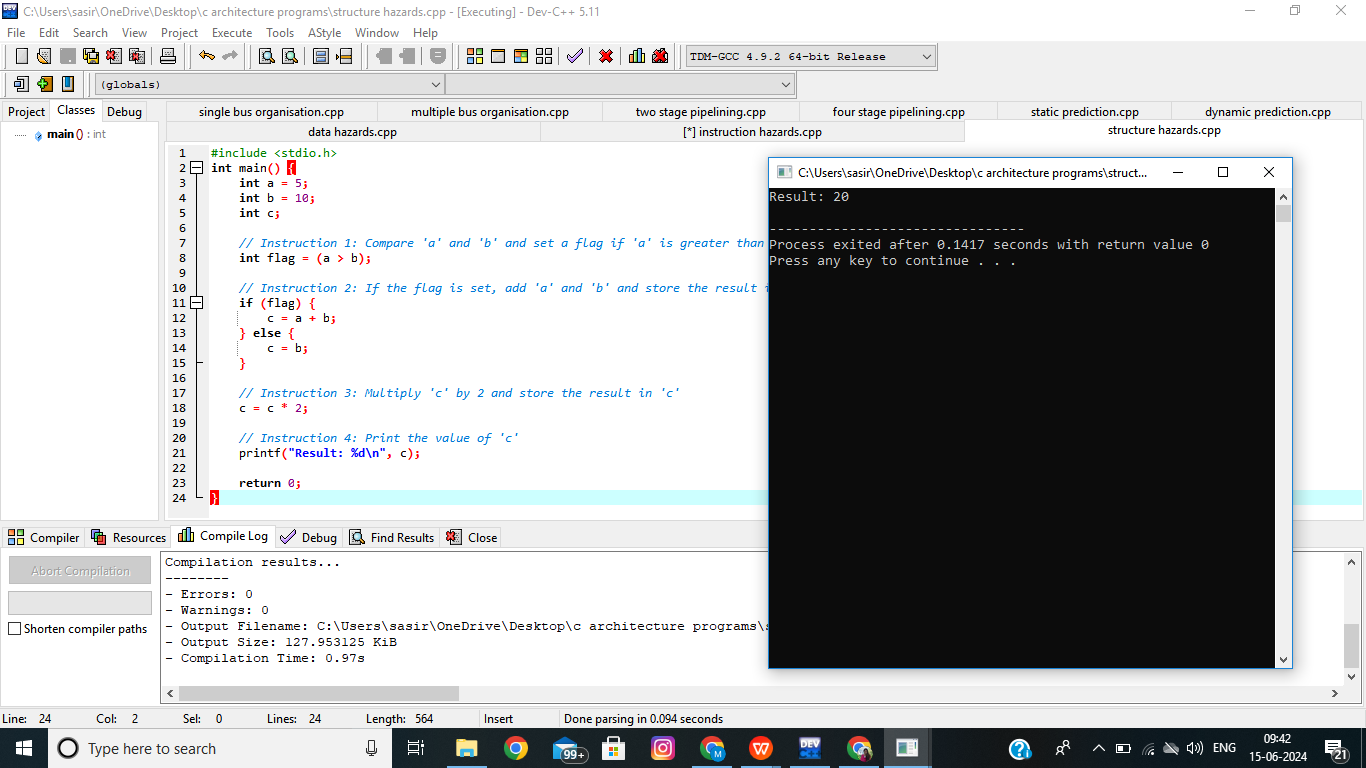 C:\Users\sasir\OneDrive\Desktop\c architecture programs\structure hazards.cpp - [Executing] - Dev-C++ 5.11
File Edit Search View Project Execute Tools AStyle Window Help
TDM-GCC 4.9.2 64-bit Release
(globals)
Project Classes Debug
single bus organisation.cpp multiple bus organisation.cpp two stage pipelining.cpp four stage pipelining.cpp static prediction.cpp dynamic prediction.cpp
data hazards.cpp [*] instruction hazards.cpp structure hazards.cpp
main () : int
1 #include <stdio.h>
2 int main() {
3 int a = 5;
4 int b = 10;
5 int c;
6
7 // Instruction 1: Compare 'a' and 'b' and set a flag if 'a' is greater than
8 int flag = (a > b);
9
10 // Instruction 2: If the flag is set, add 'a' and 'b' and store the result i
11 if (flag) {
12 c = a + b;
13 } else {
14 c = b;
15 }
16
17 // Instruction 3: Multiply 'c' by 2 and store the result in 'c'
18 c = c * 2;
19
20 // Instruction 4: Print the value of 'c'
21 printf("Result: %d\n", c);
22
23 return 0;
24 }
C:\Users\sasir\OneDrive\Desktop\c architecture programs\struct...
Result: 20
--------------------------------
Process exited after 0.1417 seconds with return value 0
Press any key to continue . . .
Compiler Resources Compile Log Debug Find Results Close
Abort Compilation
Shorten compiler paths
Compilation results...
--------
- Errors: 0
- Warnings: 0
- Output Filename: C:\Users\sasir\OneDrive\Desktop\c architecture programs\s
- Output Size: 127.953125 KiB
- Compilation Time: 0.97s
Line: 24 Col: 2 Sel: 0 Lines: 24 Length: 564 Insert Done parsing in 0.094 seconds
Type here to search
99+
M
W
DEV
ENG
09:42
15-06-2024
21